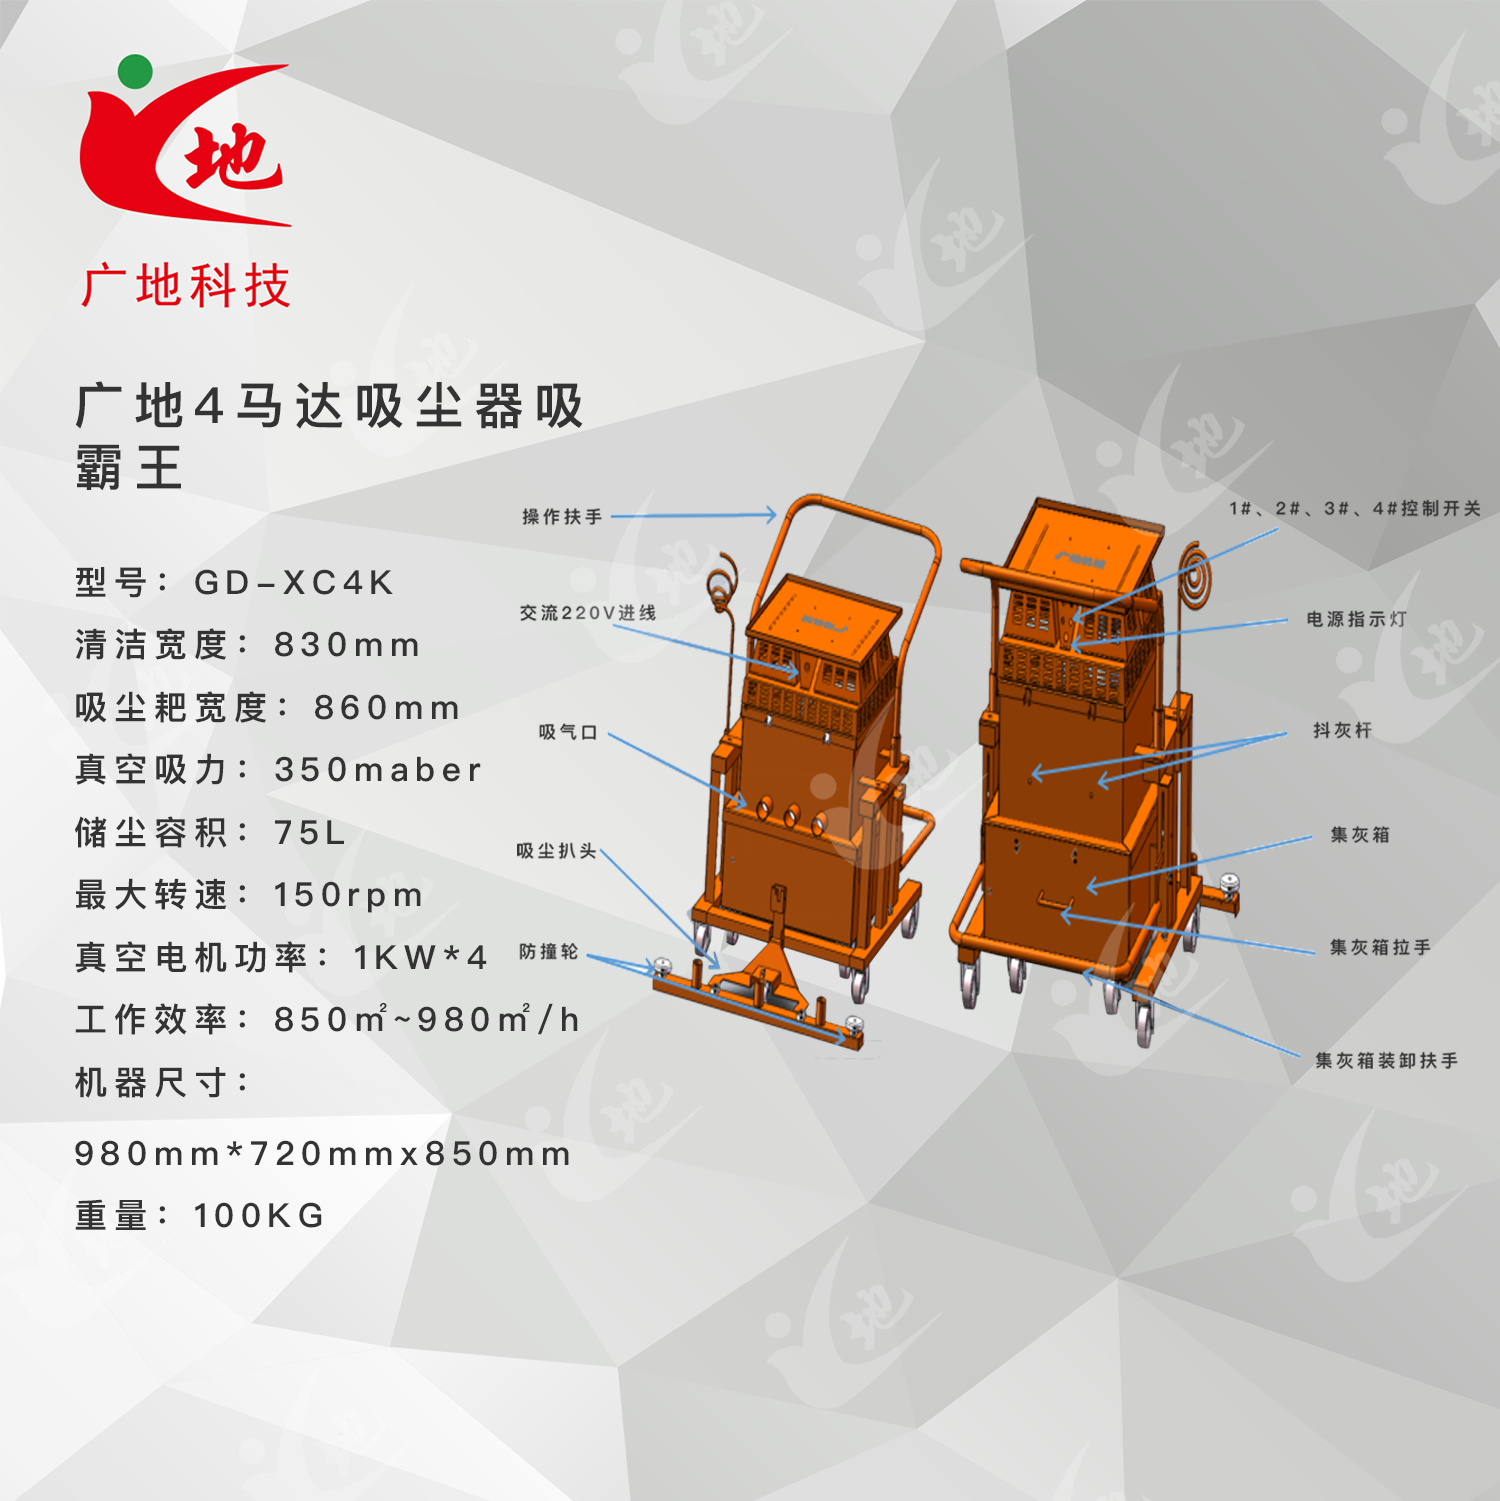 地
广地科技
广地4马达吸尘器吸
霸王
型号：GD-XC4K
清洁宽度：830mm
吸尘耙宽度：860mm
真空吸力：350maber
储尘容积：75L
最大转速：150rpm
真空电机功率：1KW*4
工作效率：850㎡~980㎡/h
机器尺寸：
980mm*720mmx850mm
重量：100KG
操作扶手
交流220V进线
吸气口
吸尘扒头
防撞轮
1#、2#、3#、4#控制开关
电源指示灯
抖灰杆
集灰箱
集灰箱拉手
集灰箱装卸扶手